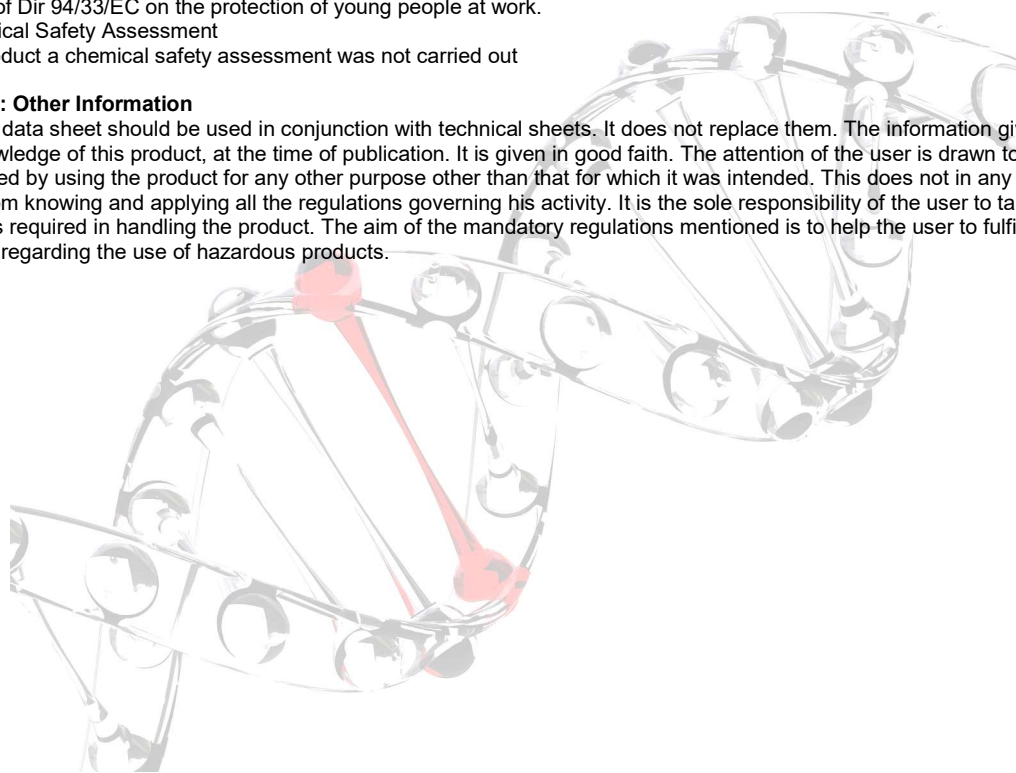 of Dir 94/33/EC on the protection of young people at work.
ical Safety Assessment
duct a chemical safety assessment was not carried out
: Other Information
data sheet should be used in conjunction with technical sheets. It does not replace them. The information giv
wledge of this product, at the time of publication. It is given in good faith. The attention of the user is drawn to
ed by using the product for any other purpose other than that for which it was intended. This does not in any
m knowing and applying all the regulations governing his activity. It is the sole responsibility of the user to ta
s required in handling the product. The aim of the mandatory regulations mentioned is to help the user to fulfi
regarding the use of hazardous products.